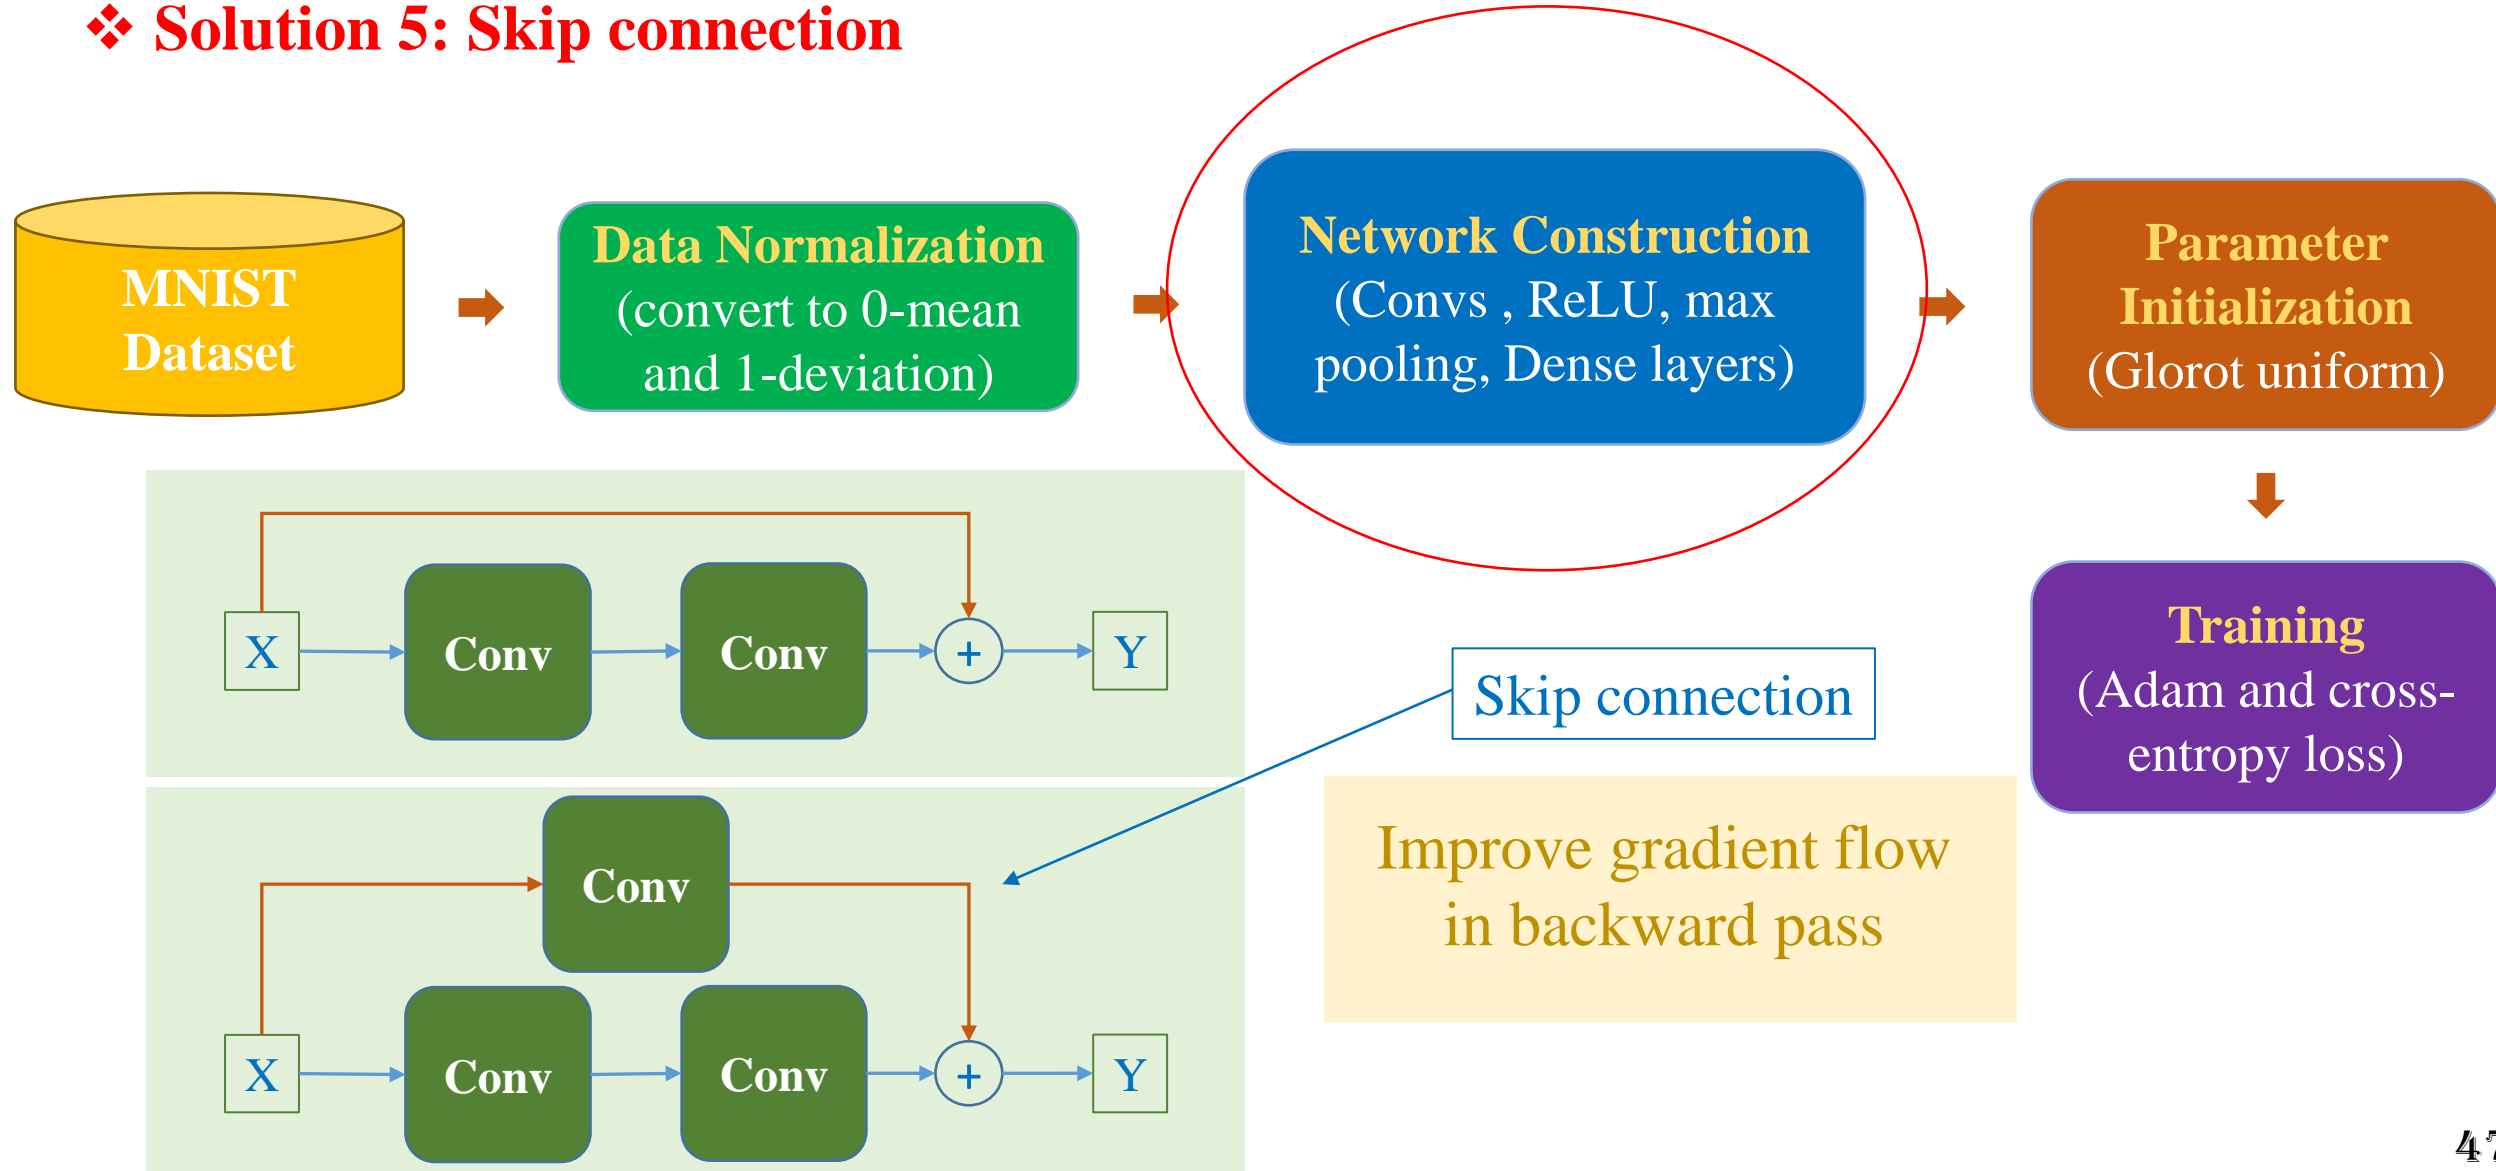 ❖ Solution 5: Skip connection
MNIST
Dataset
Data Normalization
(convert to 0-mean
and 1-deviation)
Network Construction
(Conv, ReLU, max
pooling, Dense layers)
Parameter
Initialization
(Glorot uniform)
X
Conv
Conv
+
Y
Skip connection
Training
(Adam and cross-
entropy loss)
Improve gradient flow
in backward pass
Conv
X
Conv
Conv
+
Y
47